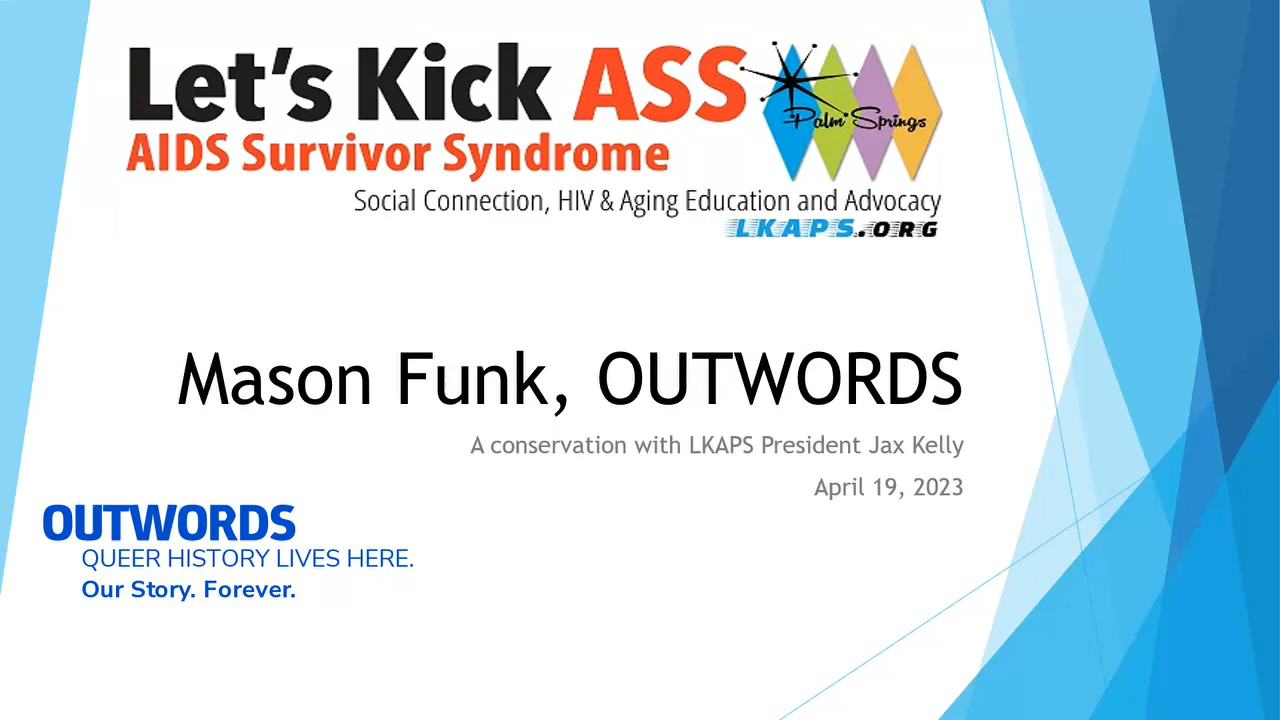 Let's Kick ASS
AIDS Survivor Syndrome
Palm Springs
Social Connection, HIV & Aging Education and Advocacy
LKAPS.ORG
Mason Funk, OUTWORDS
A conservation with LKAPS President Jax Kelly
April 19, 2023
OUTWORDS
QUEER HISTORY LIVES HERE.
Our Story. Forever.